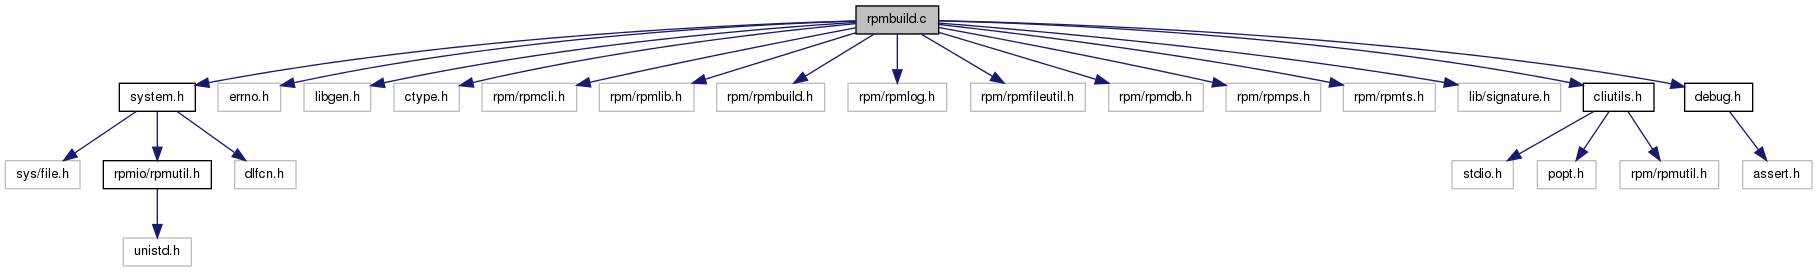 rpmbuild.c
system.h
errno.h
libgen.h
ctype.h
rpm/rpmcli.h
rpm/rpmlib.h
rpm/rpmbuild.h
rpm/rpmlog.h
rpm/rpmfileutil.h
rpm/rpmdb.h
rpm/rpmps.h
rpm/rpmts.h
lib/signature.h
cliutils.h
debug.h
sys/file.h
rpmio/rpmutil.h
dlfcn.h
stdio.h
popt.h
rpm/rpmutil.h
assert.h
unistd.h